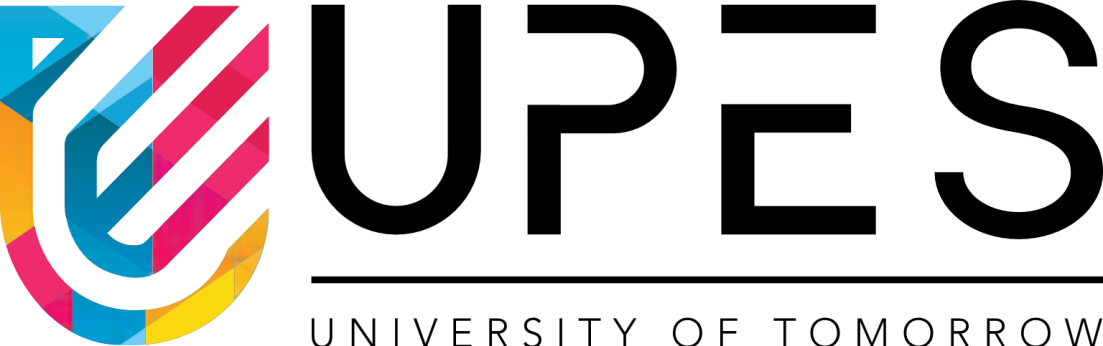 UPES
UNIVERSITY OF TOMORROW